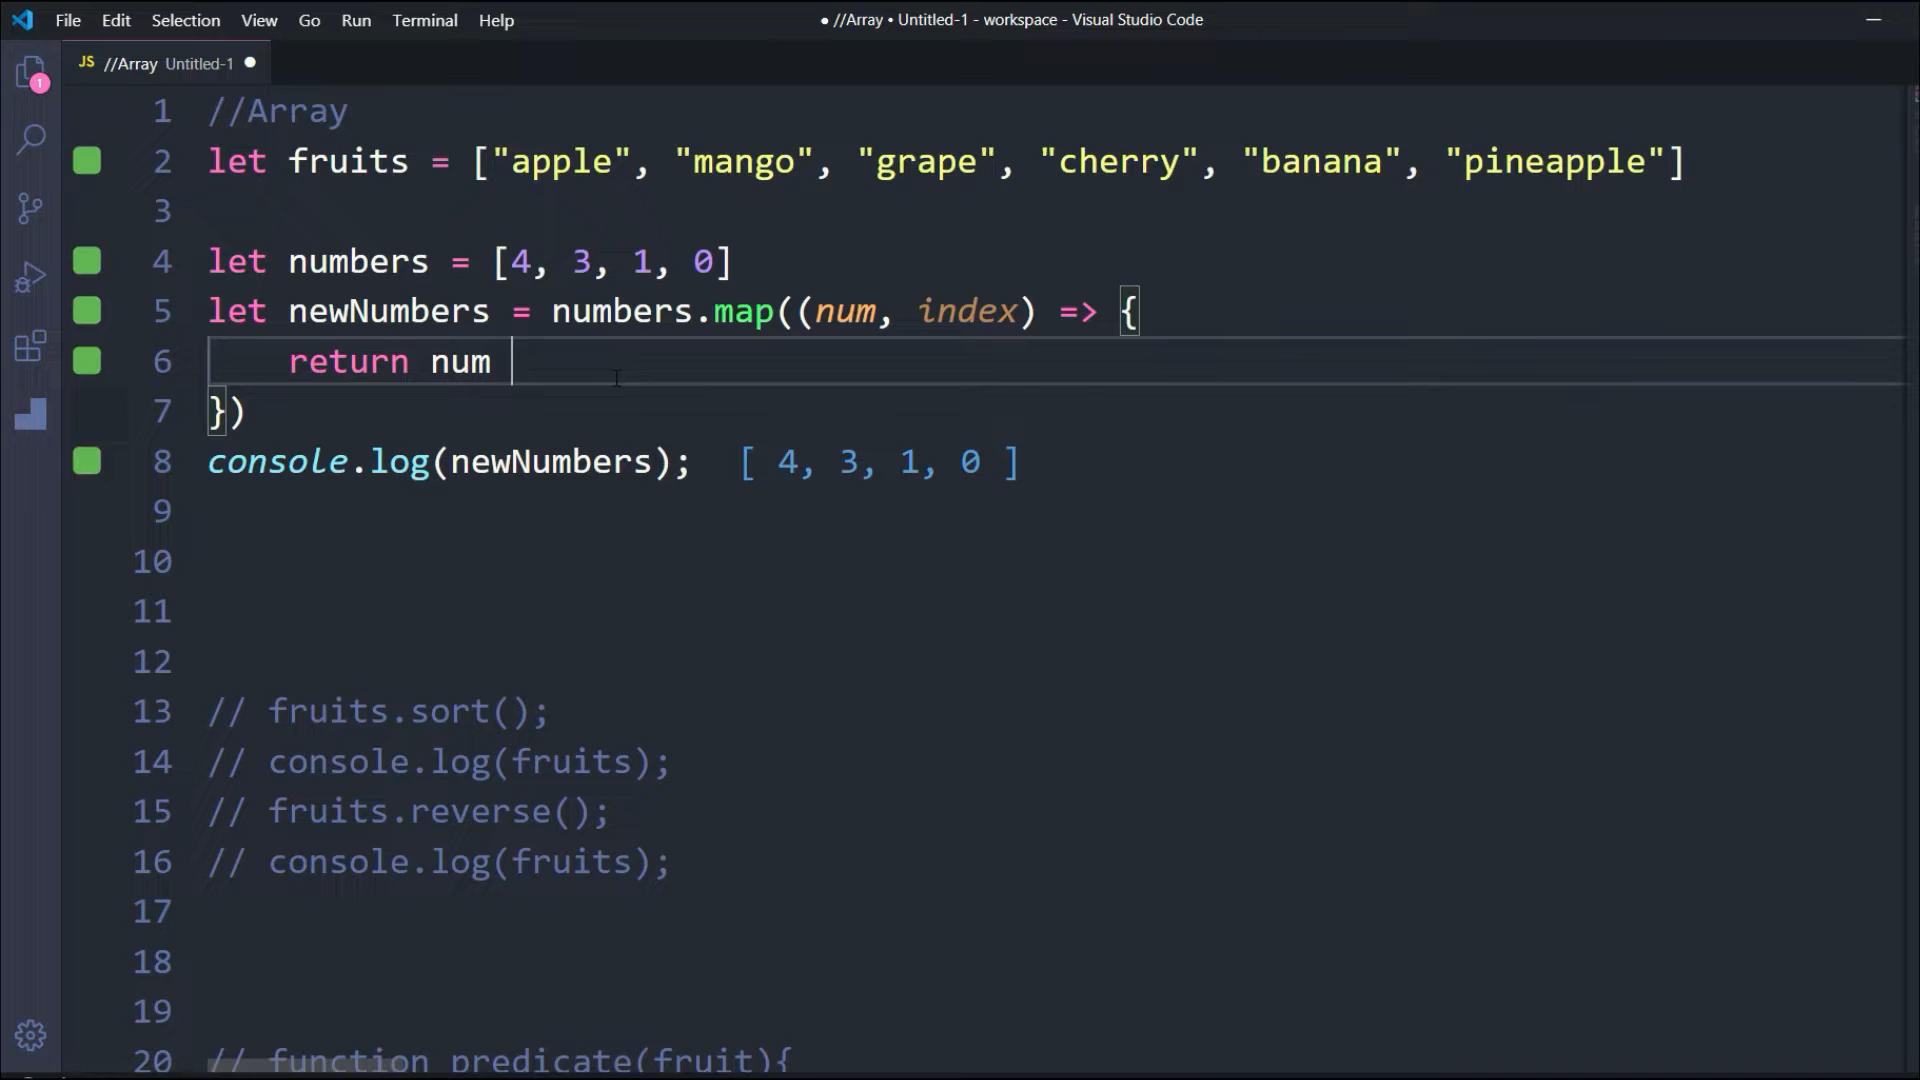 File Edit Selection View Go Run Terminal Help
● //Array • Untitled-1 - workspace - Visual Studio Code
JS //Array Untitled-1
1
1 //Array
2 let fruits = ["apple", "mango", "grape", "cherry", "banana", "pineapple"]
3
4 let numbers = [4, 3, 1, 0]
5 let newNumbers = numbers.map((num, index) => {
6 return num
7 })
8 console.log(newNumbers); [ 4, 3, 1, 0 ]
9
10
11
12
13 // fruits.sort();
14 // console.log(fruits);
15 // fruits.reverse();
16 // console.log(fruits);
17
18
19
20 // function predicate(fruit){